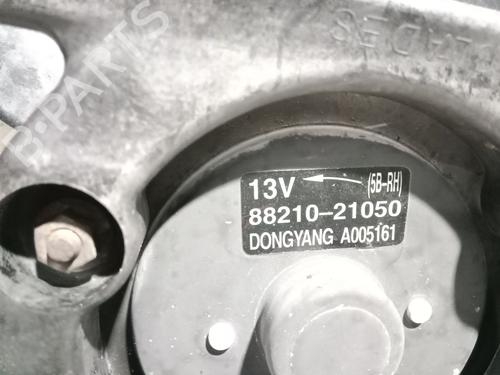 B-PARTS
13V (5B-RH)
88210-21050
DONGYANG A005161